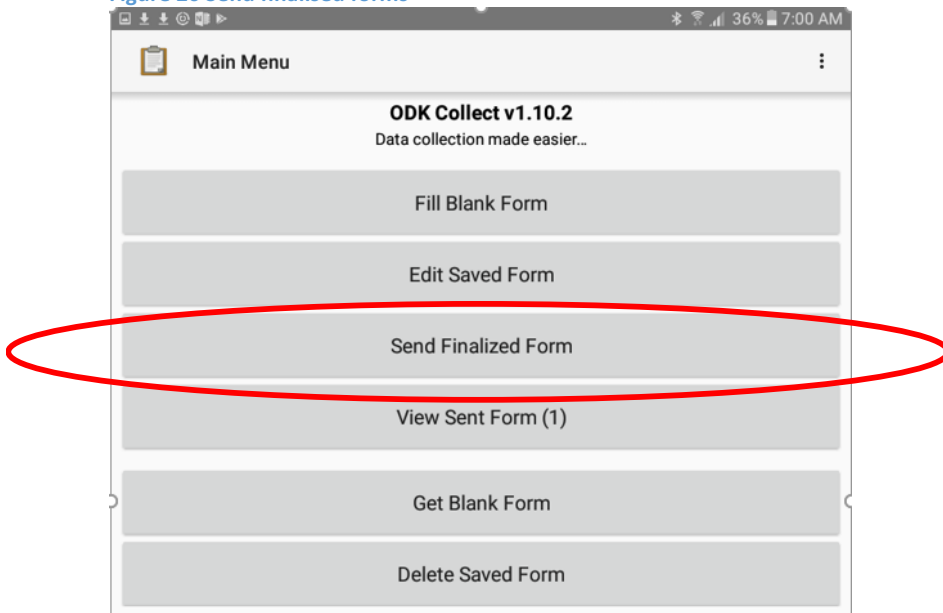 36% 7:00 AM
Main Menu
ODK Collect v1.10.2
Data collection made easier...
Fill Blank Form
Edit Saved Form
Send Finalized Form
View Sent Form (1)
Get Blank Form
Delete Saved Form